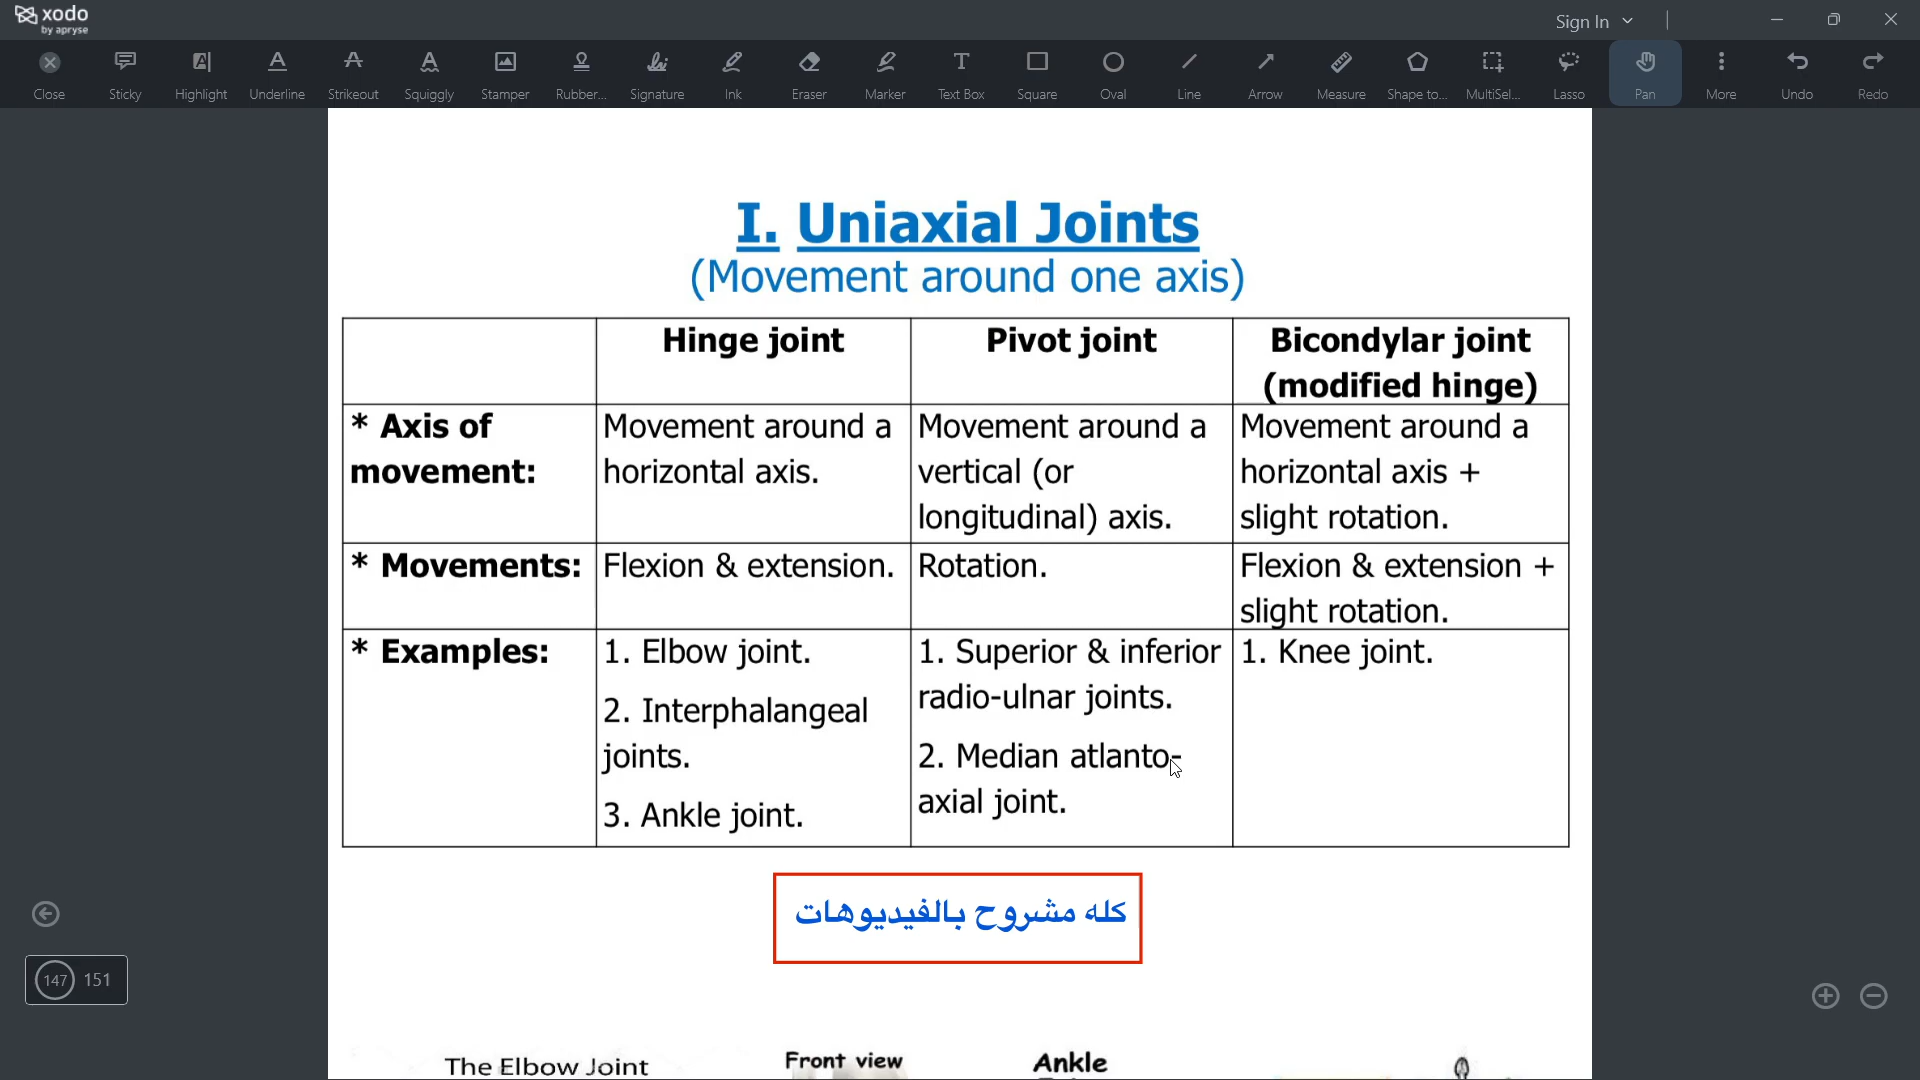 xodo
by apryse
Sign In
Close
Sticky
Highlight
Underline
Strikeout
Squiggly
Stamper
Rubber...
Signature
Ink
Eraser
Marker
Text Box
Square
Oval
Line
Arrow
Measure
Shape to...
MultiSel...
Lasso
Pan
More
Undo
Redo
I. Uniaxial Joints
(Movement around one axis)
Hinge joint
Pivot joint
Bicondylar joint
(modified hinge)
* Axis of
movement:
Movement around a
horizontal axis.
Movement around a
vertical (or
longitudinal) axis.
Movement around a
horizontal axis +
slight rotation.
* Movements:
Flexion & extension.
Rotation.
Flexion & extension +
slight rotation.
* Examples:
1. Elbow joint.
2. Interphalangeal
joints.
3. Ankle joint.
1. Superior & inferior
radio-ulnar joints.
2. Median atlanto-
axial joint.
1. Knee joint.
كله مشروح بالفيديوهات
147 151
The Elbow Joint
Front view
Ankle